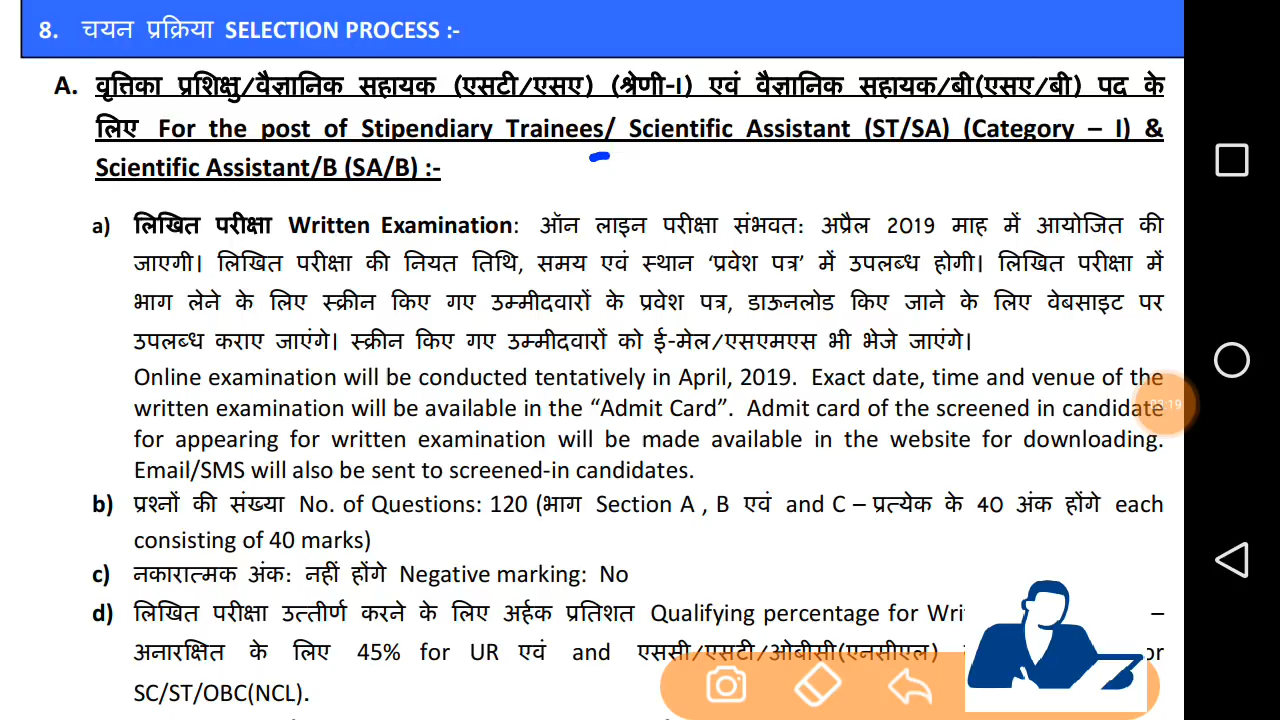 8. चयन प्रक्रिया SELECTION PROCESS :-
A. वृत्तिका प्रशिक्षु/वैज्ञानिक सहायक (एसटी/एसए) (श्रेणी-I) एवं वैज्ञानिक सहायक/बी(एसए/बी) पद के
लिए For the post of Stipendiary Trainees/ Scientific Assistant (ST/SA) (Category – I) &
Scientific Assistant/B (SA/B) :-
a) लिखित परीक्षा Written Examination: ऑन लाइन परीक्षा संभवत: अप्रैल 2019 माह में आयोजित की
जाएगी। लिखित परीक्षा की नियत तिथि, समय एवं स्थान ‘प्रवेश पत्र’ में उपलब्ध होगी। लिखित परीक्षा में
भाग लेने के लिए स्क्रीन किए गए उम्मीदवारों के प्रवेश पत्र, डाऊनलोड किए जाने के लिए वेबसाइट पर
उपलब्ध कराए जाएंगे। स्क्रीन किए गए उम्मीदवारों को ई-मेल/एसएमएस भी भेजे जाएंगे।
Online examination will be conducted tentatively in April, 2019. Exact date, time and venue of the
written examination will be available in the “Admit Card”. Admit card of the screened in candidate
for appearing for written examination will be made available in the website for downloading.
Email/SMS will also be sent to screened-in candidates.
b) प्रश्नों की संख्या No. of Questions: 120 (भाग Section A , B एवं and C – प्रत्येक के 40 अंक होंगे each
consisting of 40 marks)
c) नकारात्मक अंक: नहीं होंगे Negative marking: No
d) लिखित परीक्षा उत्तीर्ण करने के लिए अर्हक प्रतिशत Qualifying percentage for –
अनारक्षित के लिए 45% for UR एवं and एससी/एसटी/ओबीसी(एनसीएल)
SC/ST/OBC(NCL).